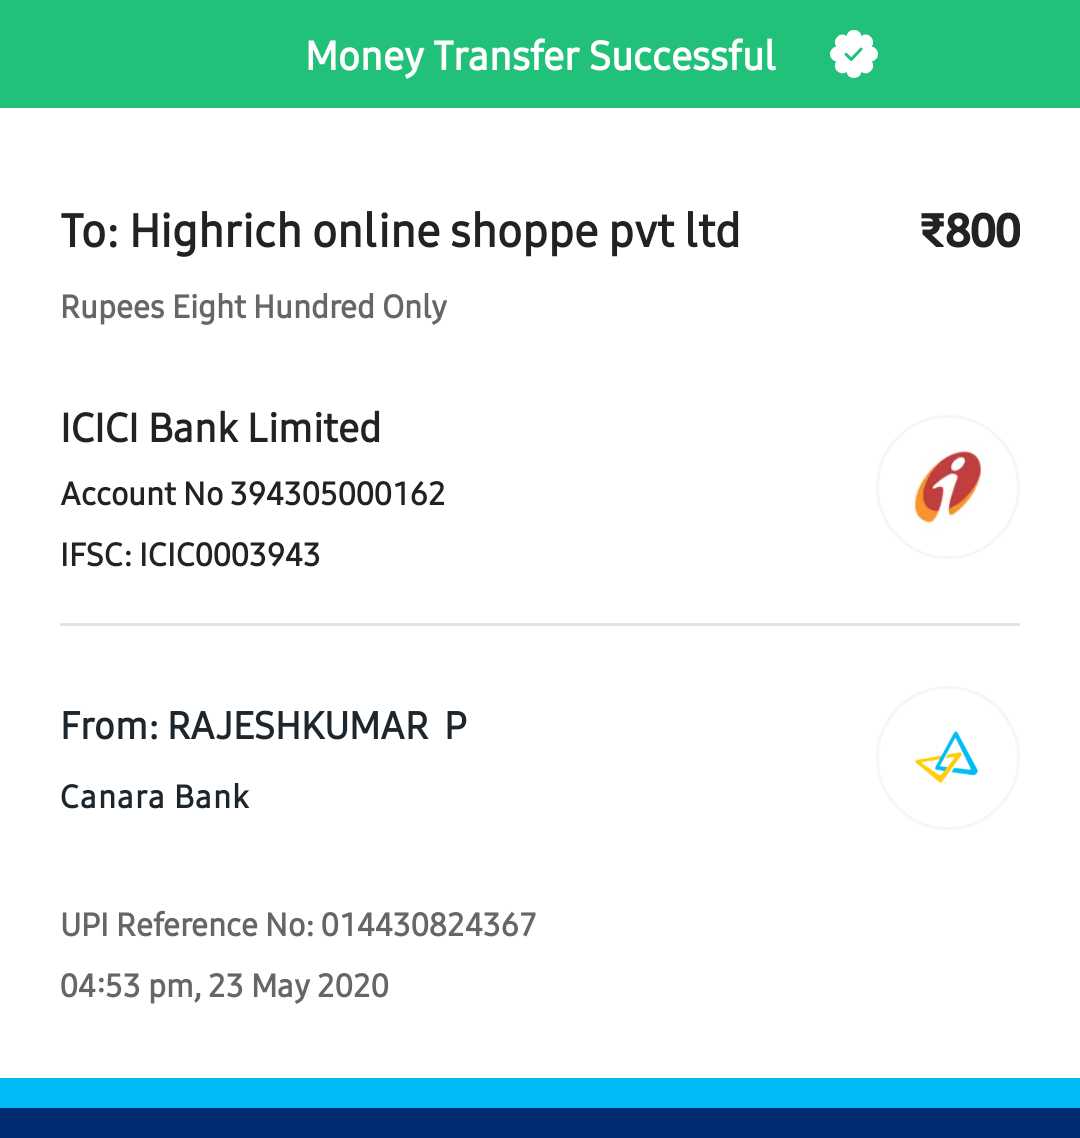 Money Transfer Successful
To: Highrich online shoppe pvt ltd ₹800
Rupees Eight Hundred Only
ICICI Bank Limited
Account No 394305000162
IFSC: ICIC0003943
From: RAJESHKUMAR P
Canara Bank
UPI Reference No: 014430824367
04:53 pm, 23 May 2020